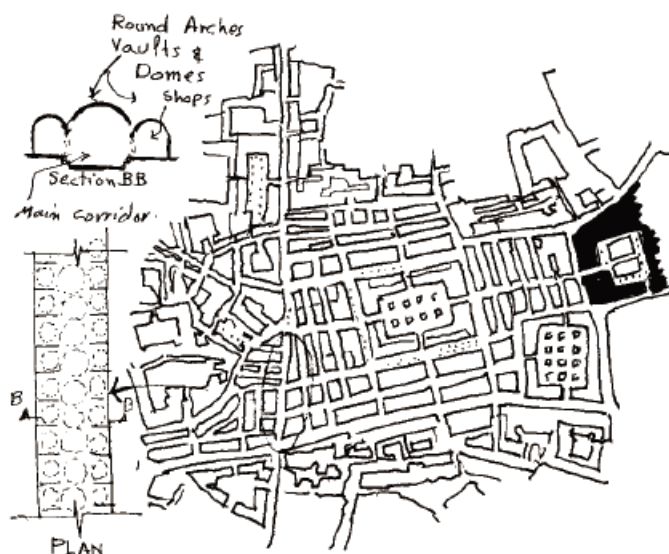 Round Arches
Vaults &
Domes
Shops
Section BB
Main corridor.
B
B
PLAN